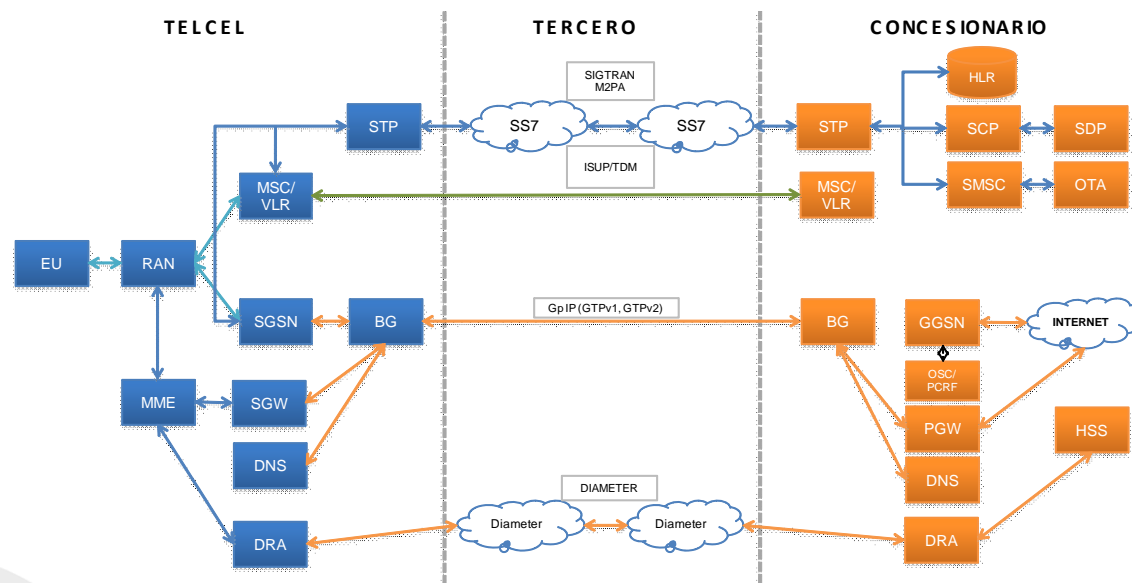 TELCEL
TERCERO
CONCESIONARIO
SIGTRAN
M2PA
HLR
STP
SS7
SS7
STP
SCP
SDP
ISUP/TDM
MSC/
VLR
MSC/
VLR
SMSC
OTA
EU
RAN
SGSN
BG
GpIP (GTPv1, GTPv2)
BG
GGSN
INTERNET
OSC/
PCRF
MME
SGW
PGW
HSS
DNS
DNS
DIAMETER
Diameter
Diameter
DRA
DRA